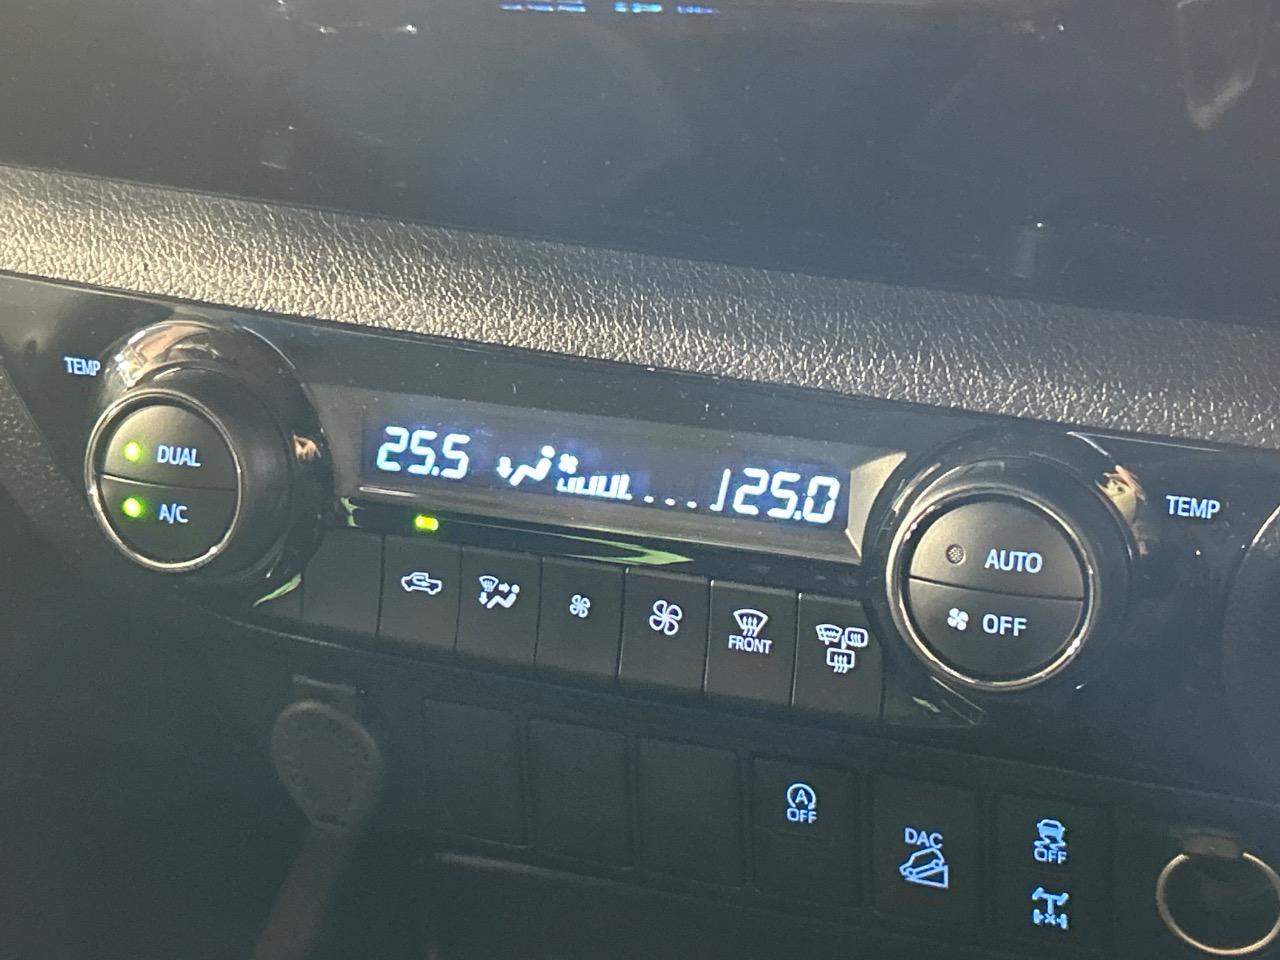 TEMP
DUAL
A/C
25.5
25.0
TEMP
AUTO
OFF
FRONT
A
OFF
DAC
OFF